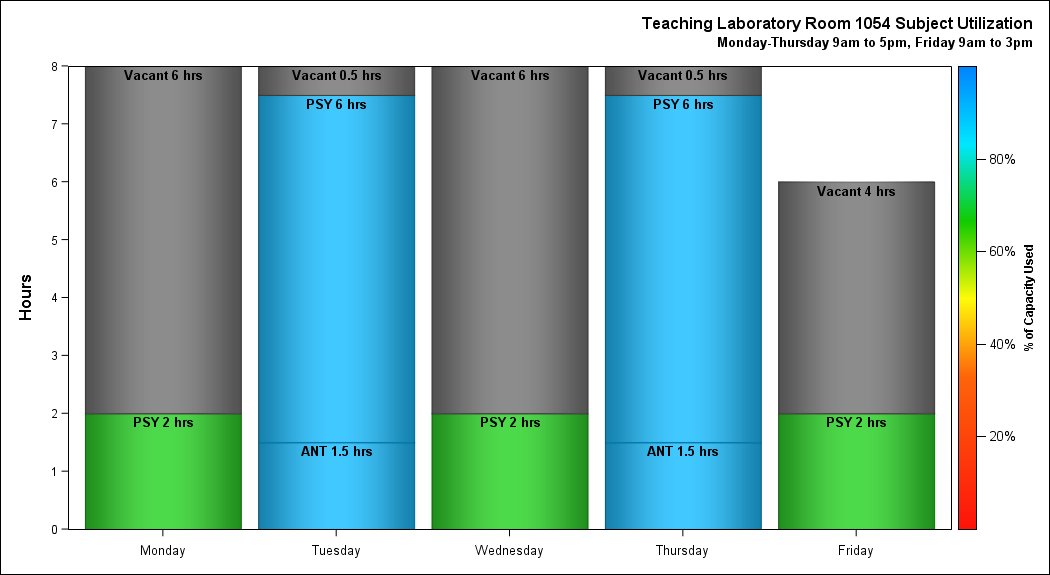 Teaching Laboratory Room 1054 Subject Utilization
Monday-Thursday 9am to 5pm, Friday 9am to 3pm
Hours
8
7
6
5
4
3
2
1
0
Vacant 6 hrs
PSY 2 hrs
Vacant 0.5 hrs
PSY 6 hrs
ANT 1.5 hrs
Vacant 6 hrs
PSY 2 hrs
Vacant 0.5 hrs
PSY 6 hrs
ANT 1.5 hrs
Vacant 4 hrs
PSY 2 hrs
Monday
Tuesday
Wednesday
Thursday
Friday
80%
60%
40%
20%
% of Capacity Used